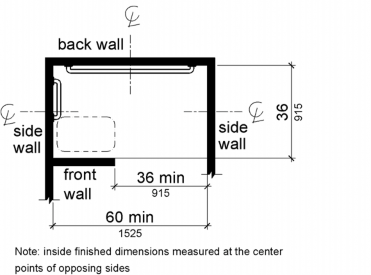 ℄
back wall
℄
℄
side
wall
side
wall
36
915
front
wall
36 min
915
60 min
1525
Note: inside finished dimensions measured at the center
points of opposing sides